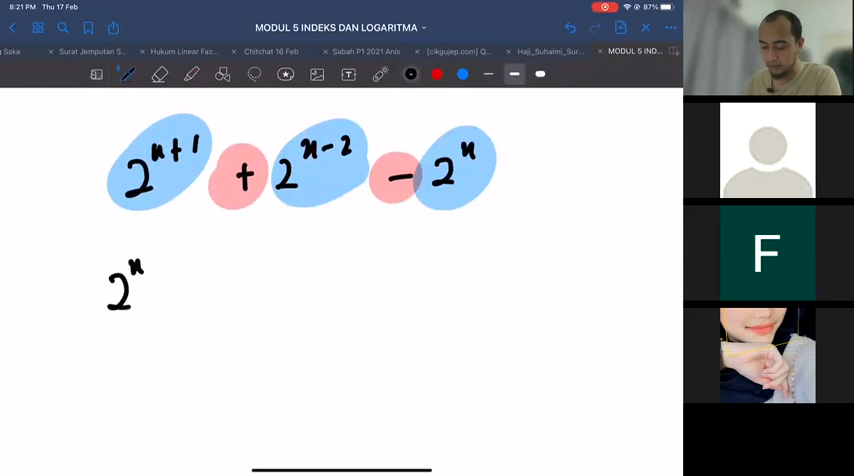 8:21 PM Thu 17 Feb
87%
MODUL 5 INDEKS DAN LOGARITMA
Saka
Surat Jemputan S...
Hukum Linear Faz...
Chitchat 16 Feb
Sabah P1 2021 Anis
[cikgujep.com] Q...
Haji_Suhaimi_Sur...
MODUL 5 IND...
2^{n+1} + 2^{n-2} - 2^n
2^n
F